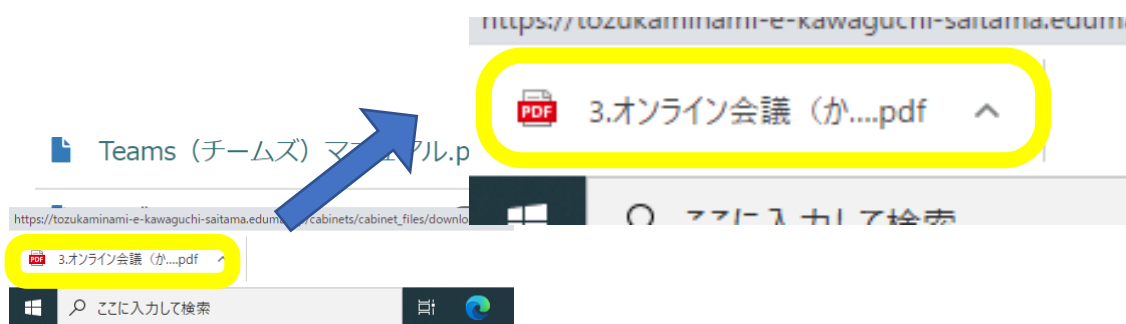 https://tozukaminami-e-kawaguchi-saitama.edum
PDF 3.オンライン会議（か....pdf
ここに入力して検索
Teams（チームズ）マニュアル.p
https://tozukaminami-e-kawaguchi-saitama.edum /cabinets/cabinet_files/downlo
PDF 3.オンライン会議（か....pdf
ここに入力して検索